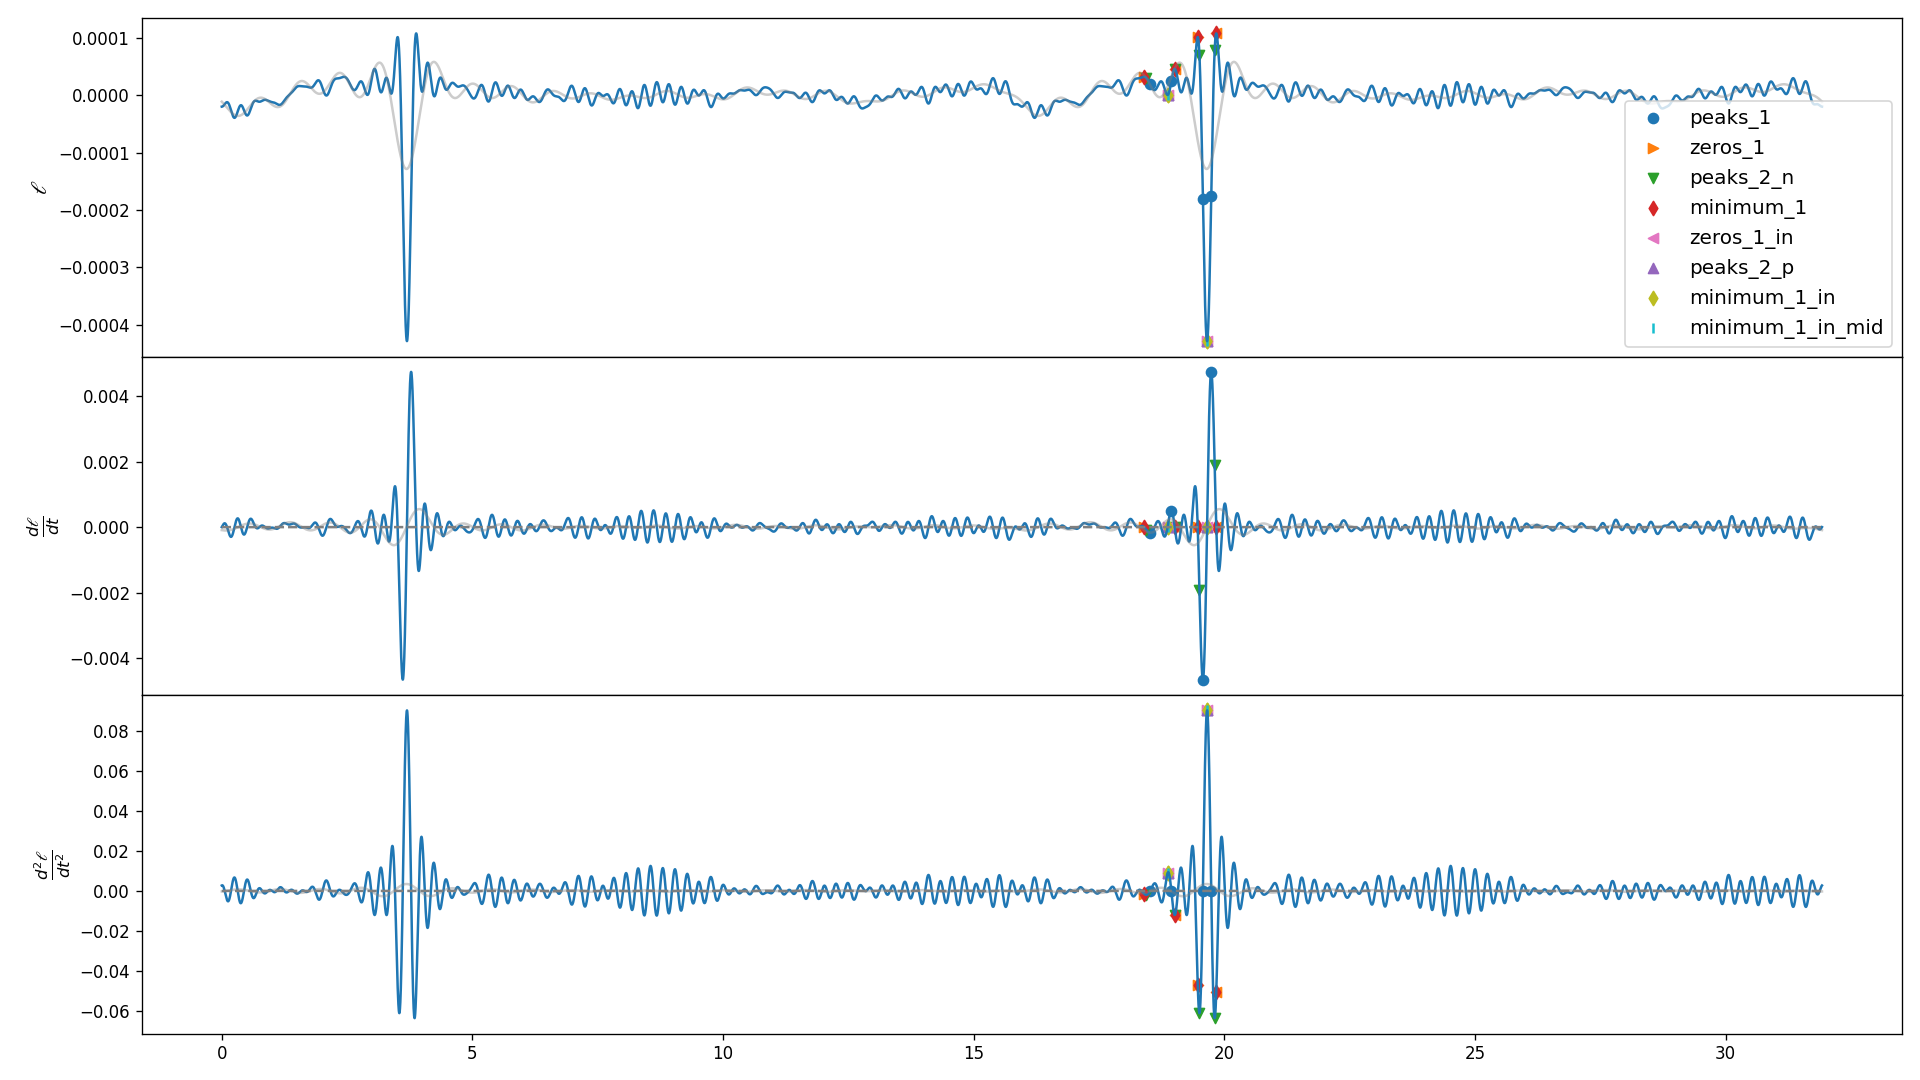 0.0001
0.0000
−0.0001
−0.0002
−0.0003
−0.0004
ℓ
peaks_1
zeros_1
peaks_2_n
minimum_1
zeros_1_in
peaks_2_p
minimum_1_in
minimum_1_in_mid
0.004
0.002
0.000
−0.002
−0.004
dℓ
dt
0.08
0.06
0.04
0.02
0.00
−0.02
−0.04
−0.06
d²ℓ
dt²
0 5 10 15 20 25 30